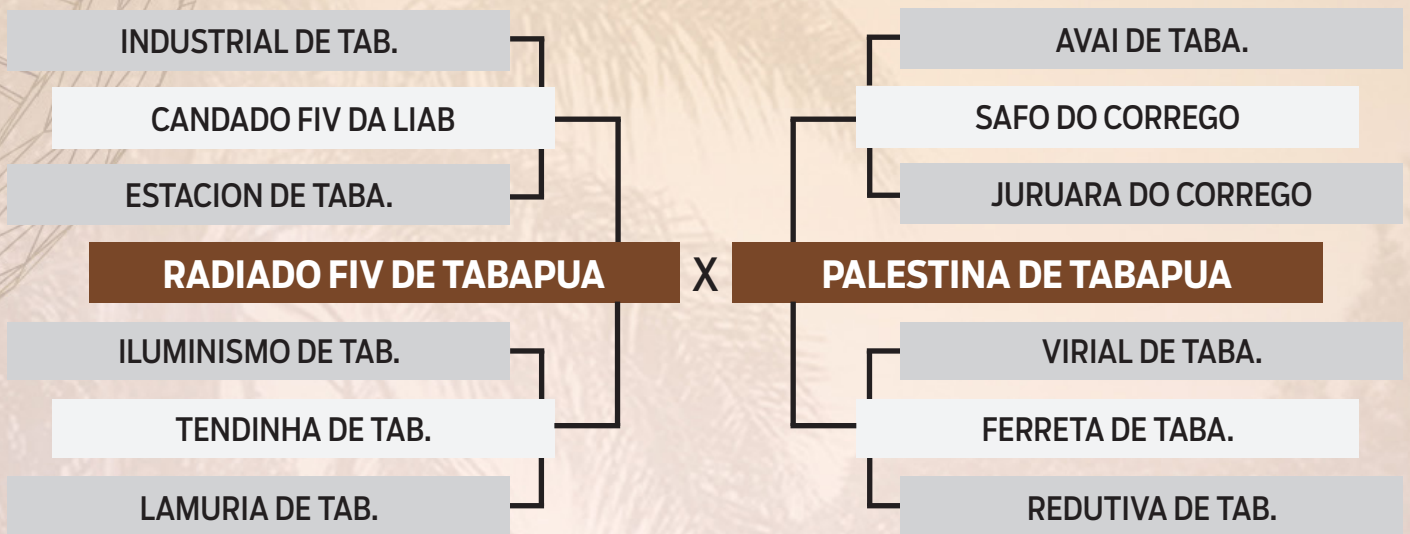 INDUSTRIAL DE TAB.
CANDADO FIV DA LIAB
ESTACION DE TABA.
RADIADO FIV DE TABAPUA
ILUMINISMO DE TAB.
TENDINHA DE TAB.
LAMURIA DE TAB.
X
AVAI DE TABA.
SAFO DO CORREGO
JURUARA DO CORREGO
PALESTINA DE TABAPUA
VIRIAL DE TABA.
FERRETA DE TABA.
REDUTIVA DE TAB.